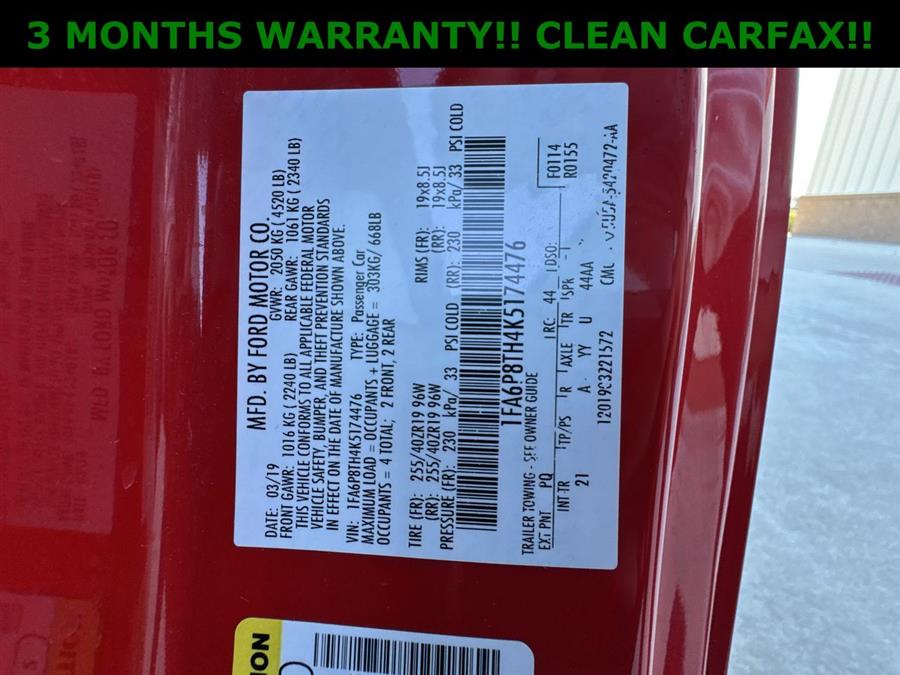 3 MONTHS WARRANTY!! CLEAN CARFAX!!
MFD. BY FORD MOTOR CO.
DATE: 03/19 GVWR: 2050 KG ( 4520 LB)
FRONT GAWR: 1016 KG ( 2240 LB) REAR GAWR: 1061 KG ( 2340 LB)
THIS VEHICLE CONFORMS TO ALL APPLICABLE FEDERAL MOTOR
VEHICLE SAFETY, BUMPER, AND THEFT PREVENTION STANDARDS
IN EFFECT ON THE DATE OF MANUFACTURE SHOWN ABOVE.
VIN: 1FA6P8TH4K5174476 TYPE: Passenger Car
MAXIMUM LOAD = OCCUPANTS + LUGGAGE = 303KG/ 668LB
OCCUPANTS = 4 TOTAL; 2 FRONT, 2 REAR
TIRE (FR): 255/40ZR19 96W RIMS (FR): 19x8.5J
(RR): 255/40ZR19 96W (RR): 19x8.5J
PRESSURE (FR): 230 kPa/ 33 PSI COLD (RR): 230 kPa/ 33 PSI COLD
1FA6P8TH4K5174476
F0114
R0155
TRAILER TOWING - SEE OWNER GUIDE
EXT PNT PQ RC: 44 DSO:
INT TR TP/PS R AXLE TR SPK
21 A YY U 44AA
1201903221572
ION